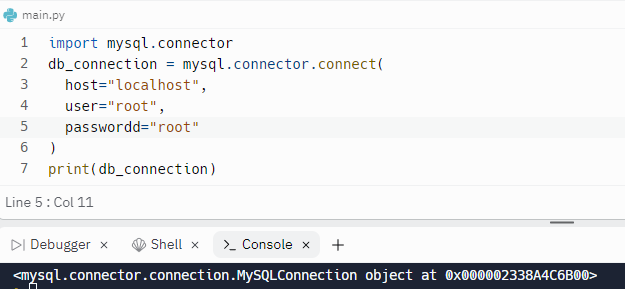 main.py
1 import mysql.connector
2 db_connection = mysql.connector.connect(
3 host="localhost",
4 user="root",
5 passwordd="root"
6 )
7 print(db_connection)
Line 5 : Col 11
Debugger × Shell × Console × +
<mysql.connector.connection.MySQLConnection object at 0x000002338A4C6B00>